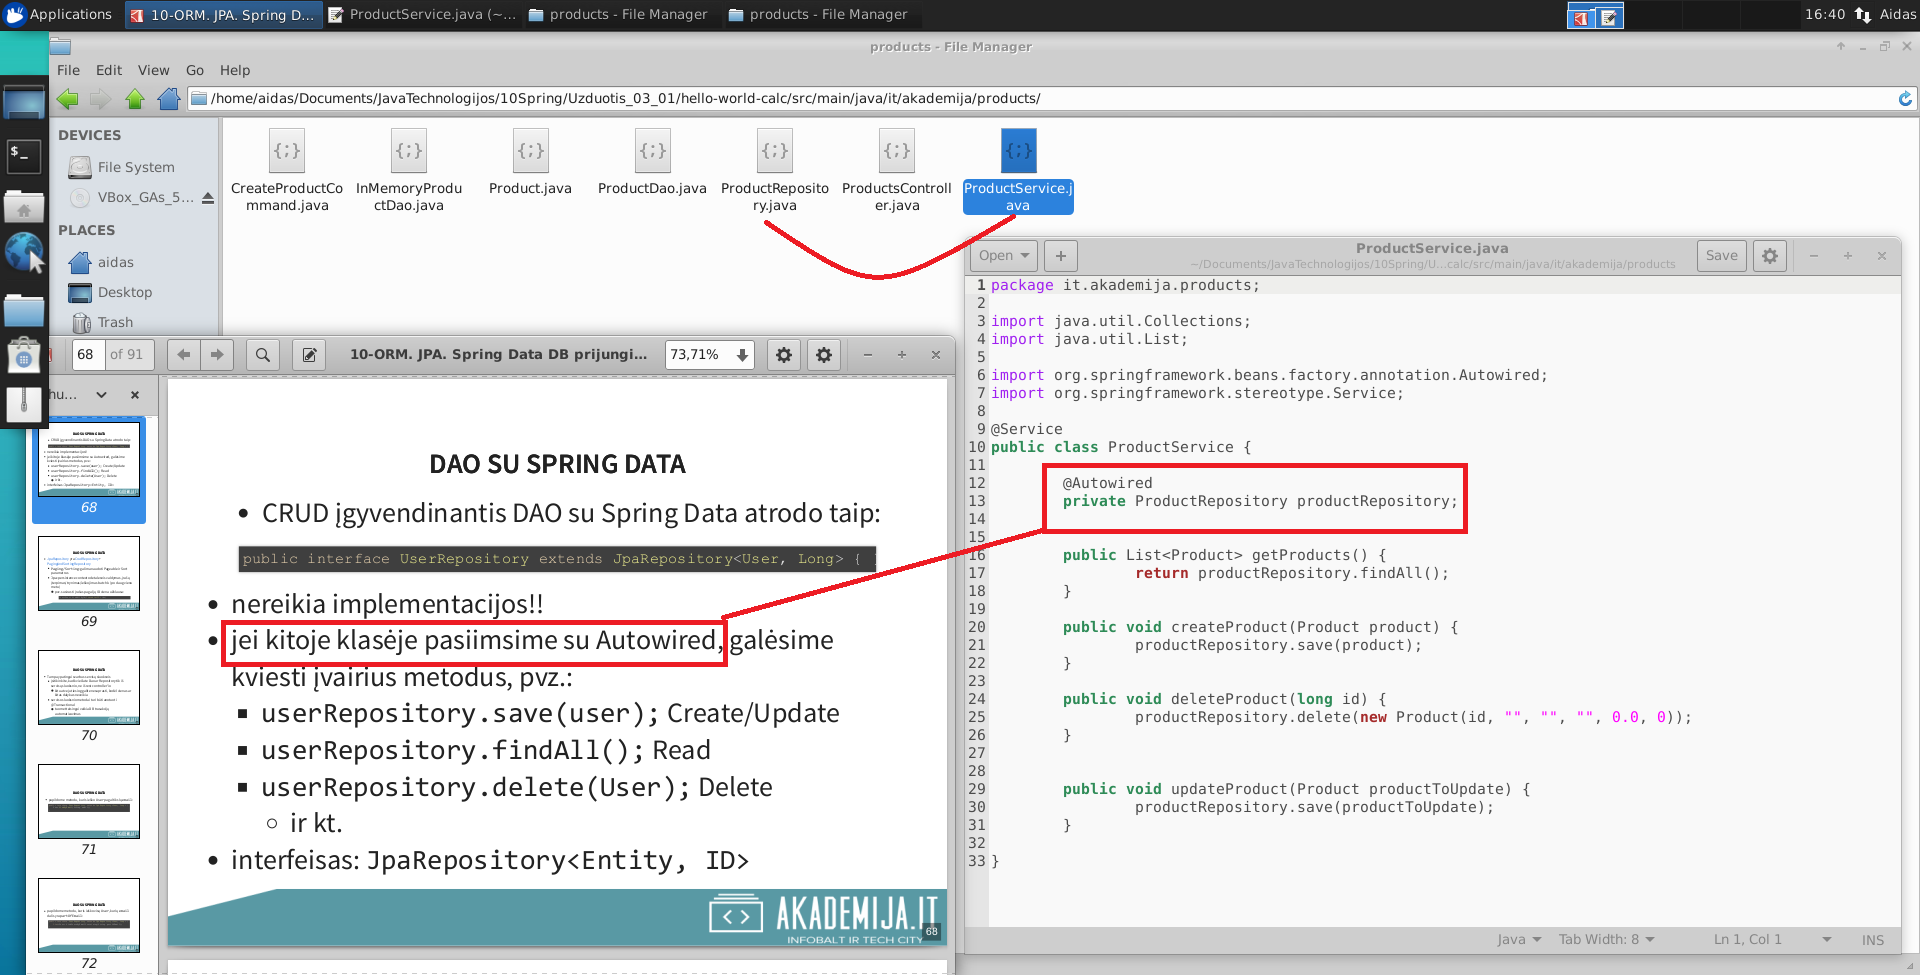 Applications
10-ORM. JPA. Spring D...
ProductService.java (~...
products - File Manager
products - File Manager
16:40
Aidas
products - File Manager
File Edit View Go Help
/home/aidas/Documents/JavaTechnologijos/10Spring/Uzduotis_03_01/hello-world-calc/src/main/java/it/akademija/products/
DEVICES
File System
VBox_GAs_5...
PLACES
aidas
Desktop
Trash
CreateProductCo
mmand.java
InMemoryProdu
ctDao.java
Product.java
ProductDao.java
ProductReposito
ry.java
ProductsControll
er.java
ProductService.j
ava
68 of 91
10-ORM. JPA. Spring Data DB prijungi...
73,71%
hu...
68
69
70
71
72
DAO SU SPRING DATA
• CRUD įgyvendinantis DAO su Spring Data atrodo taip:
public interface UserRepository extends JpaRepository<User, Long> {
• nereikia implementacijos!!
• jei kitoje klasėje pasiimsime su Autowired, galėsime
kviesti įvairius metodus, pvz.:
▪ userRepository.save(user); Create/Update
▪ userRepository.findAll(); Read
▪ userRepository.delete(User); Delete
○ ir kt.
• interfeisas: JpaRepository<Entity, ID>
AKADEMIJA.IT
INFOBALT IR TECH CITY
68
Open
ProductService.java
~/Documents/JavaTechnologijos/10Spring/U...calc/src/main/java/it/akademija/products
Save
1 package it.akademija.products;
2
3 import java.util.Collections;
4 import java.util.List;
5
6 import org.springframework.beans.factory.annotation.Autowired;
7 import org.springframework.stereotype.Service;
8
9 @Service
10 public class ProductService {
11
12 @Autowired
13 private ProductRepository productRepository;
14
15
16 public List<Product> getProducts() {
17 return productRepository.findAll();
18 }
19
20 public void createProduct(Product product) {
21 productRepository.save(product);
22 }
23
24 public void deleteProduct(long id) {
25 productRepository.delete(new Product(id, "", "", "", 0.0, 0));
26 }
27
28
29 public void updateProduct(Product productToUpdate) {
30 productRepository.save(productToUpdate);
31 }
32
33 }
Java
Tab Width: 8
Ln 1, Col 1
INS